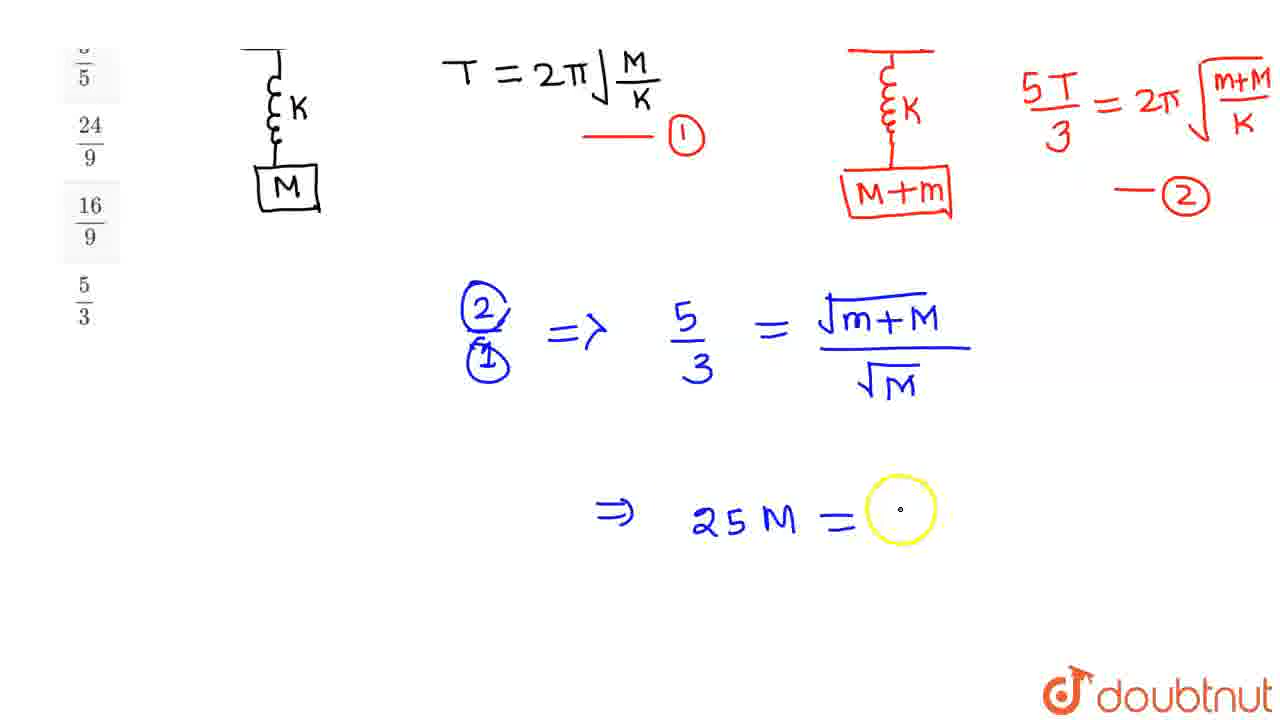 /5
24/9
16/9
5/3
K
M
T = 2π√(M/K)
— ①
K
M+m
5T/3 = 2π√((m+M)/K)
— ②
②/① => 5/3 = √(m+M)/√M
⇒ 25 M =
doubtnut